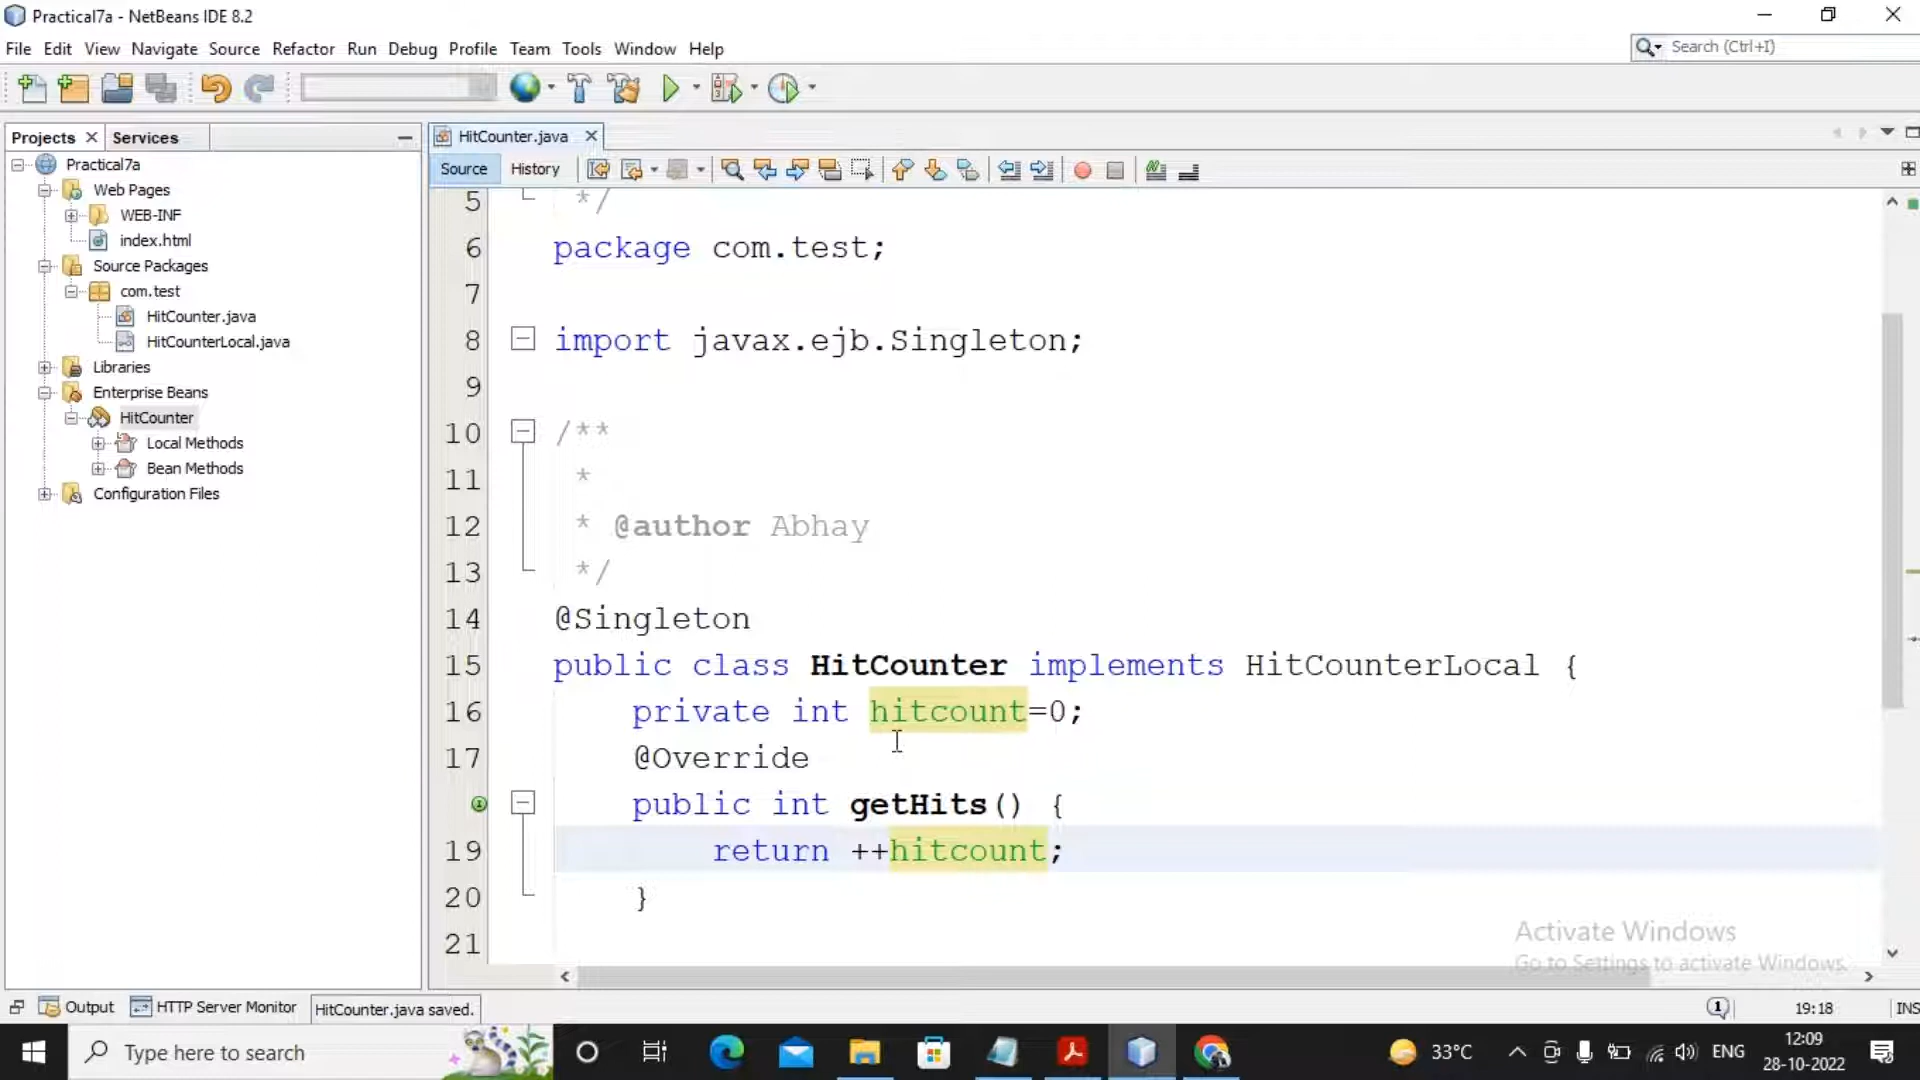 Practical7a - NetBeans IDE 8.2
File Edit View Navigate Source Refactor Run Debug Profile Team Tools Window Help
Search (Ctrl+I)
Projects Services
HitCounter.java
Source History
Practical7a
Web Pages
WEB-INF
index.html
Source Packages
com.test
HitCounter.java
HitCounterLocal.java
Libraries
Enterprise Beans
HitCounter
Local Methods
Bean Methods
Configuration Files
5 */
6 package com.test;
7
8 import javax.ejb.Singleton;
9
10 /**
11 *
12 * @author Abhay
13 */
14 @Singleton
15 public class HitCounter implements HitCounterLocal {
16 private int hitcount=0;
17 @Override
public int getHits() {
19 return ++hitcount;
20 }
21
Activate Windows
Go to Settings to activate Windows.
Output HTTP Server Monitor HitCounter.java saved.
1 19:18 INS
Type here to search
33°C
ENG
12:09
28-10-2022